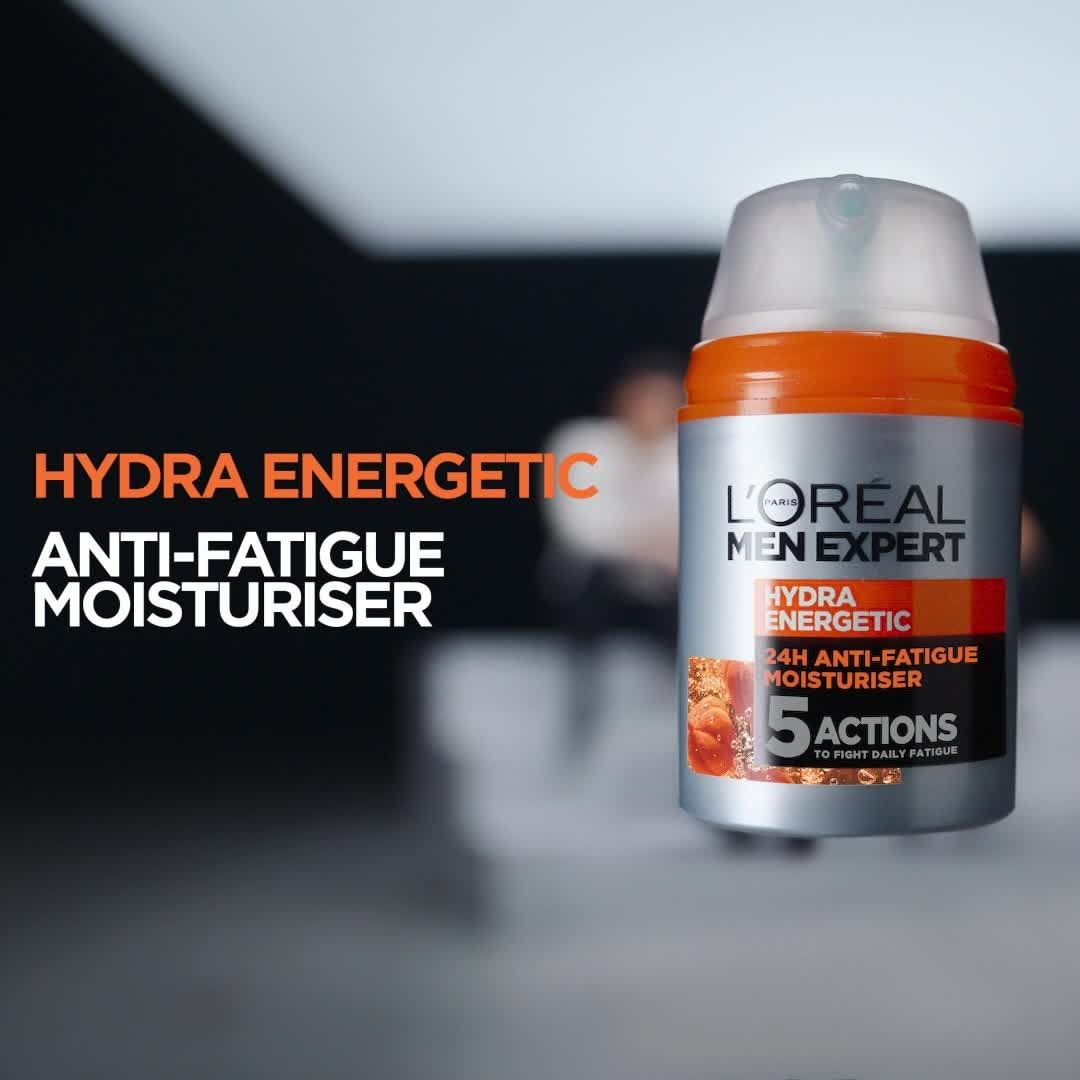 HYDRA ENERGETIC
ANTI-FATIGUE
MOISTURISER
L'ORÉAL
PARIS
MEN EXPERT
HYDRA
ENERGETIC
24H ANTI-FATIGUE
MOISTURISER
5 ACTIONS
TO FIGHT DAILY FATIGUE